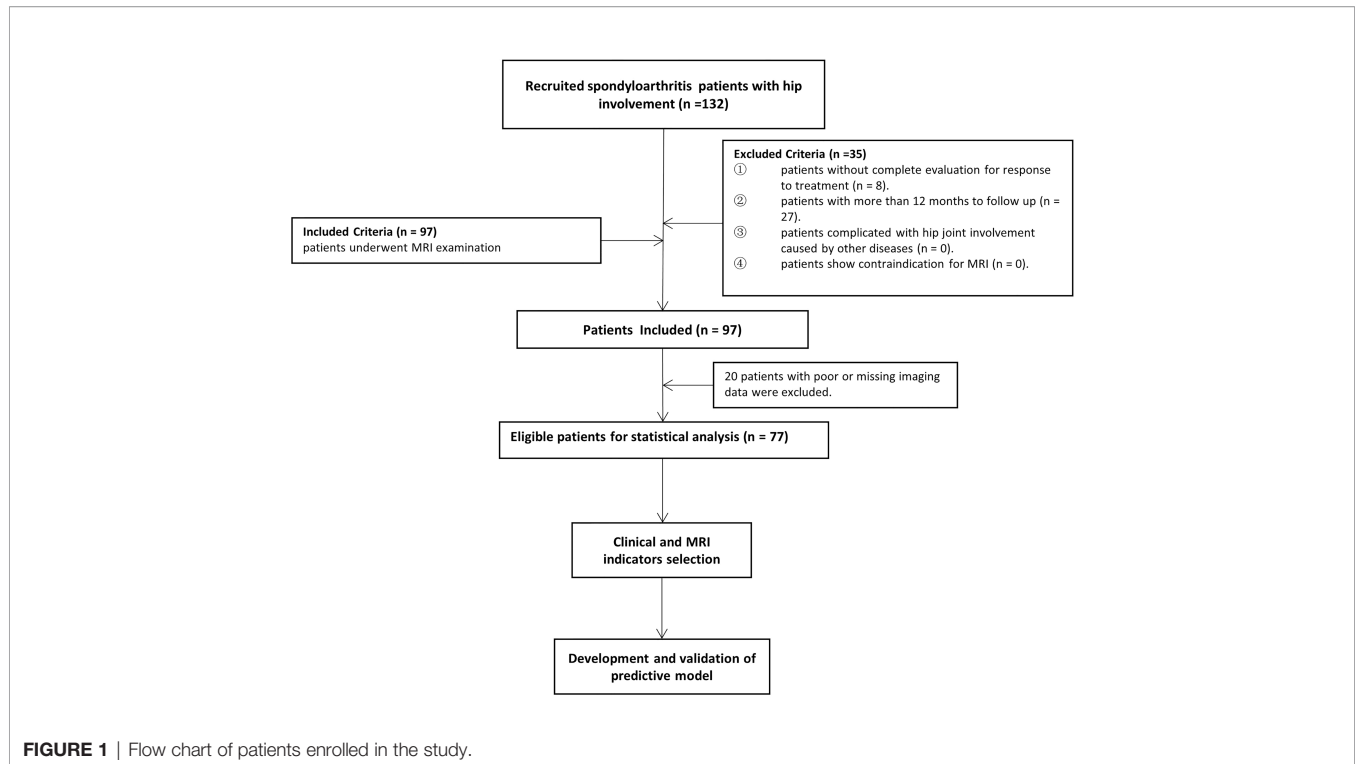 Recruited spondyloarthritis patients with hip
involvement (n =132)
Excluded Criteria (n =35)
① patients without complete evaluation for response
to treatment (n = 8).
② patients with more than 12 months to follow up (n =
27).
③ patients complicated with hip joint involvement
caused by other diseases (n = 0).
④ patients show contraindication for MRI (n = 0).
Included Criteria (n = 97)
patients underwent MRI examination
Patients Included (n = 97)
20 patients with poor or missing imaging
data were excluded.
Eligible patients for statistical analysis (n = 77)
Clinical and MRI
indicators selection
Development and validation of
predictive model
FIGURE 1 | Flow chart of patients enrolled in the study.